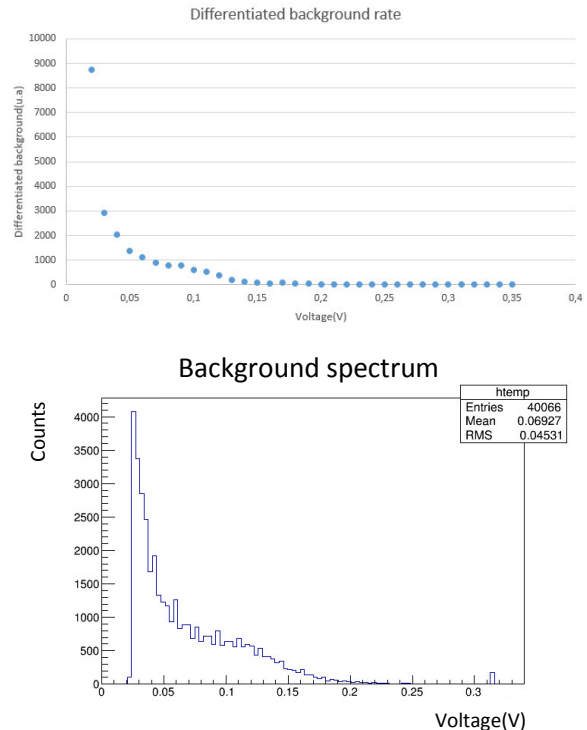 Differentiated background rate
Differentiated background(u.a)
10000
9000
8000
7000
6000
5000
4000
3000
2000
1000
0
0 0,05 0,1 0,15 0,2 0,25 0,3 0,35 0,4
Voltage(V)
Background spectrum
htemp
Entries 40066
Mean 0.06927
RMS 0.04531
Counts
4000
3500
3000
2500
2000
1500
1000
500
0
0 0.05 0.1 0.15 0.2 0.25 0.3
Voltage(V)